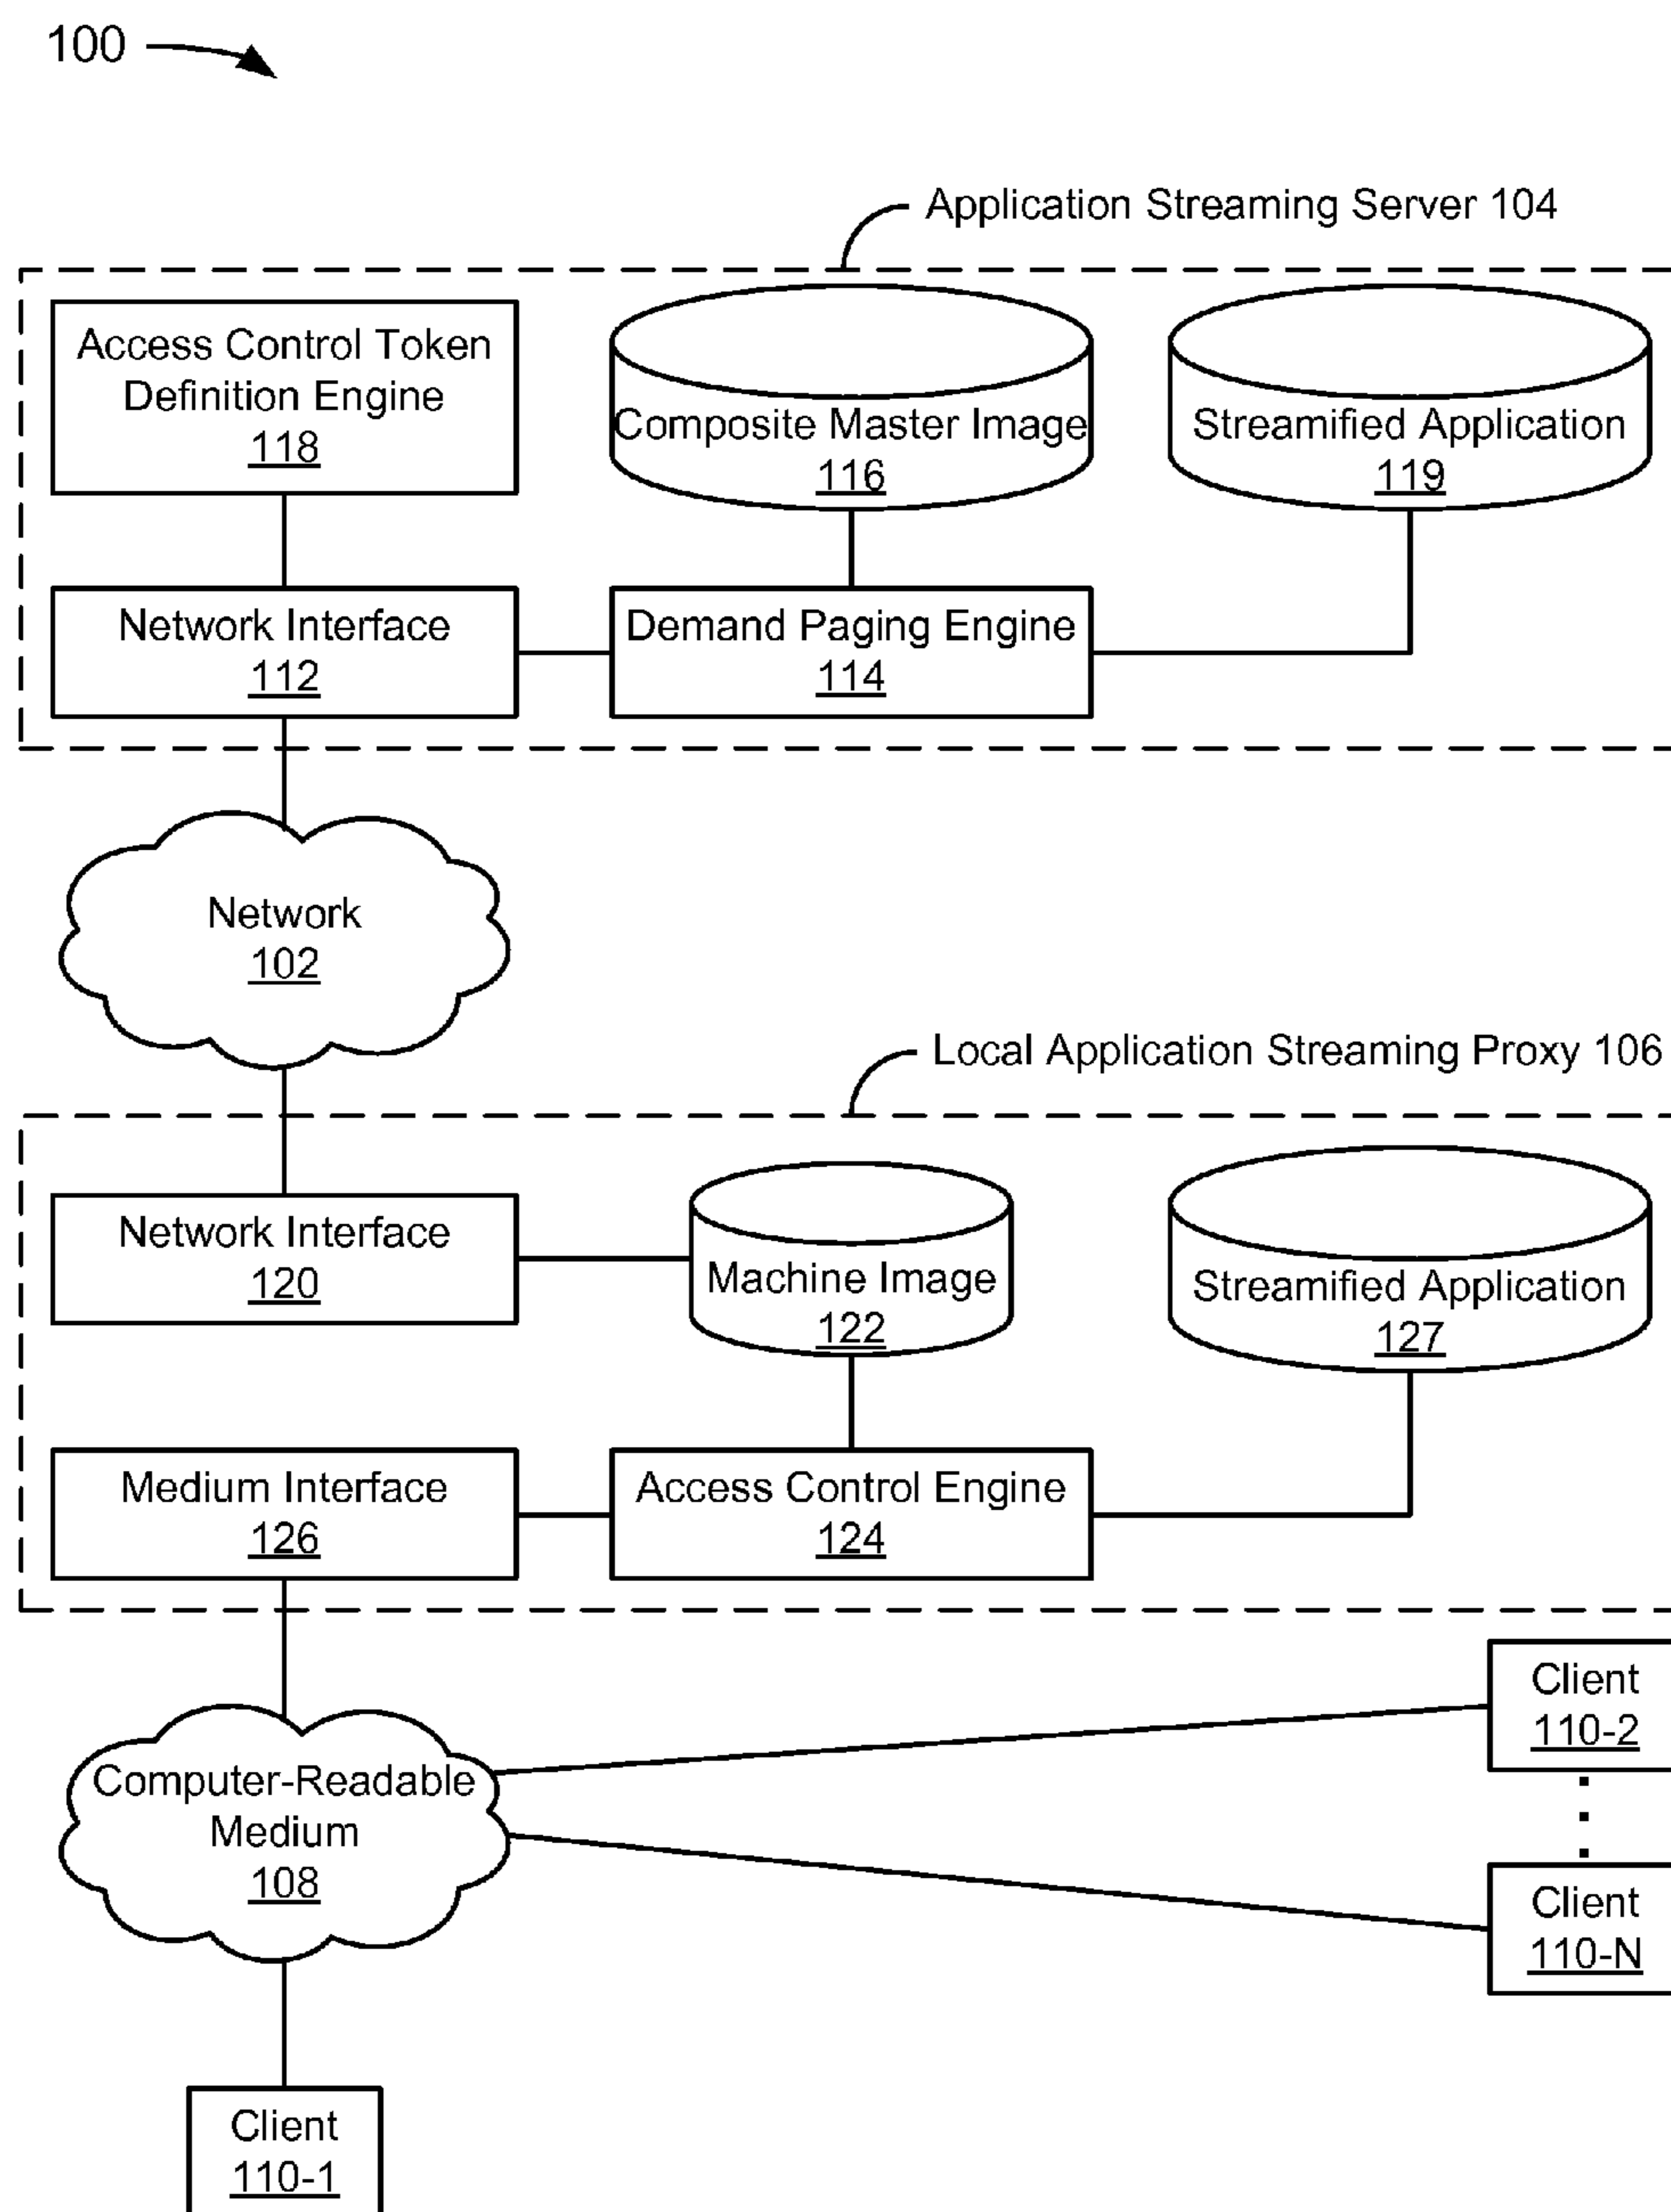 100
Application Streaming Server 104
Access Control Token
Definition Engine
118
Composite Master Image
116
Streamified Application
119
Network Interface
112
Demand Paging Engine
114
Network
102
Local Application Streaming Proxy 106
Network Interface
120
Machine Image
122
Streamified Application
127
Medium Interface
126
Access Control Engine
124
Client
110-2
Computer-Readable
Medium
108
Client
110-N
Client
110-1